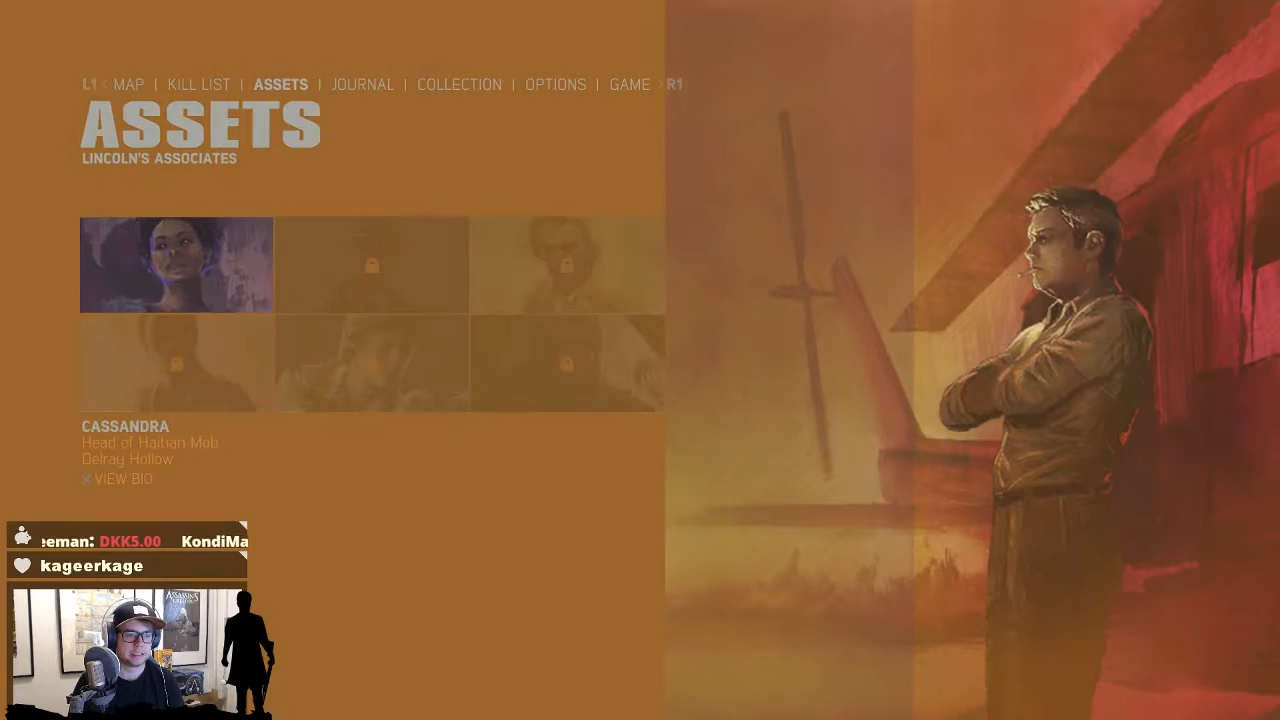 L1 < MAP | KILL LIST | ASSETS | JOURNAL | COLLECTION | OPTIONS | GAME > R1
ASSETS
LINCOLN'S ASSOCIATES
CASSANDRA
Head of Haitian Mob
Delray Hollow
× VIEW BIO
eeman: DKK5.00 KondiMa
kageerkage
ASSASSIN'S